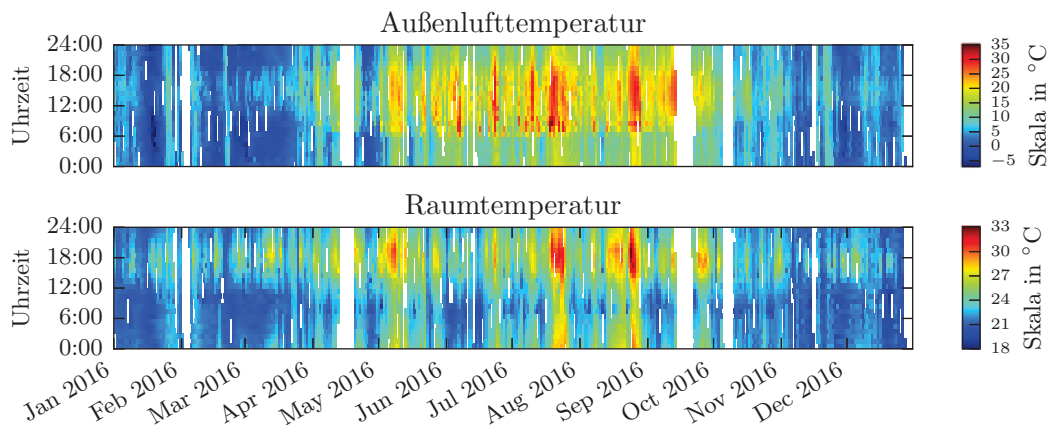 Außenlufttemperatur
24:00
18:00
12:00
6:00
0:00
Uhrzeit
35
30
25
20
15
10
5
0
−5
Skala in °C
Raumtemperatur
24:00
18:00
12:00
6:00
0:00
Uhrzeit
33
30
27
24
21
18
Skala in °C
Jan 2016
Feb 2016
Mar 2016
Apr 2016
May 2016
Jun 2016
Jul 2016
Aug 2016
Sep 2016
Oct 2016
Nov 2016
Dec 2016